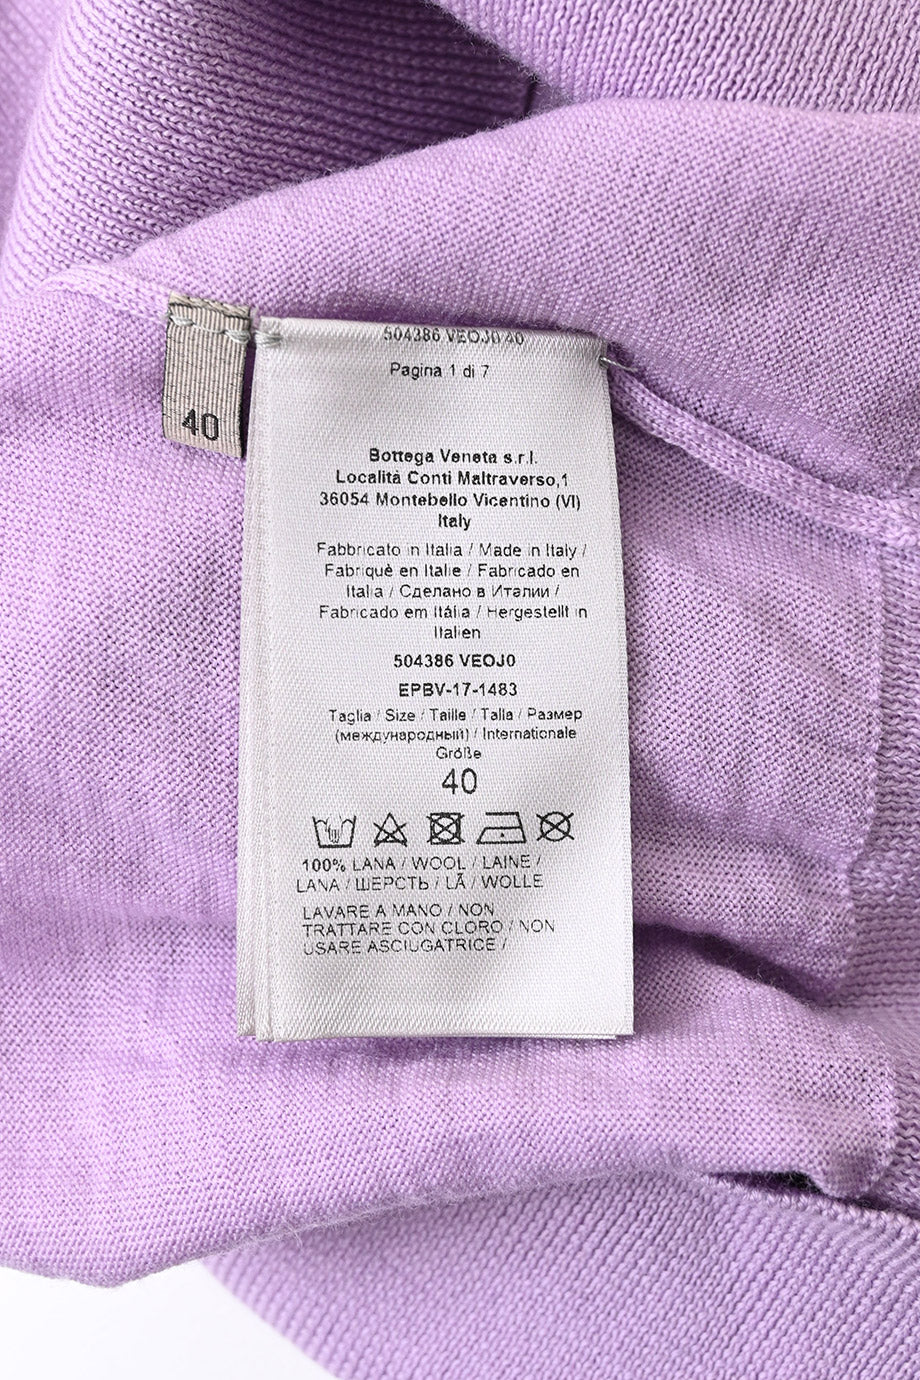 504386 VEOJ0 40
Pagina 1 di 7
40
Bottega Veneta s.r.l.
Località Conti Maltraverso,1
36054 Montebello Vicentino (VI)
Italy
Fabbricato in Italia / Made in Italy /
Fabriquè en Italie / Fabricado en
Italia / Сделано в Италии /
Fabricado em Itália / Hergestellt in
Italien
504386 VEOJ0
EPBV-17-1483
Taglia / Size / Taille / Talla / Размер
(международный) / Internationale
Größe
40
100% LANA / WOOL / LAINE /
LANA / ШЕРСТЬ / LÃ / WOLLE
LAVARE A MANO / NON
TRATTARE CON CLORO / NON
USARE ASCIUGATRICE /